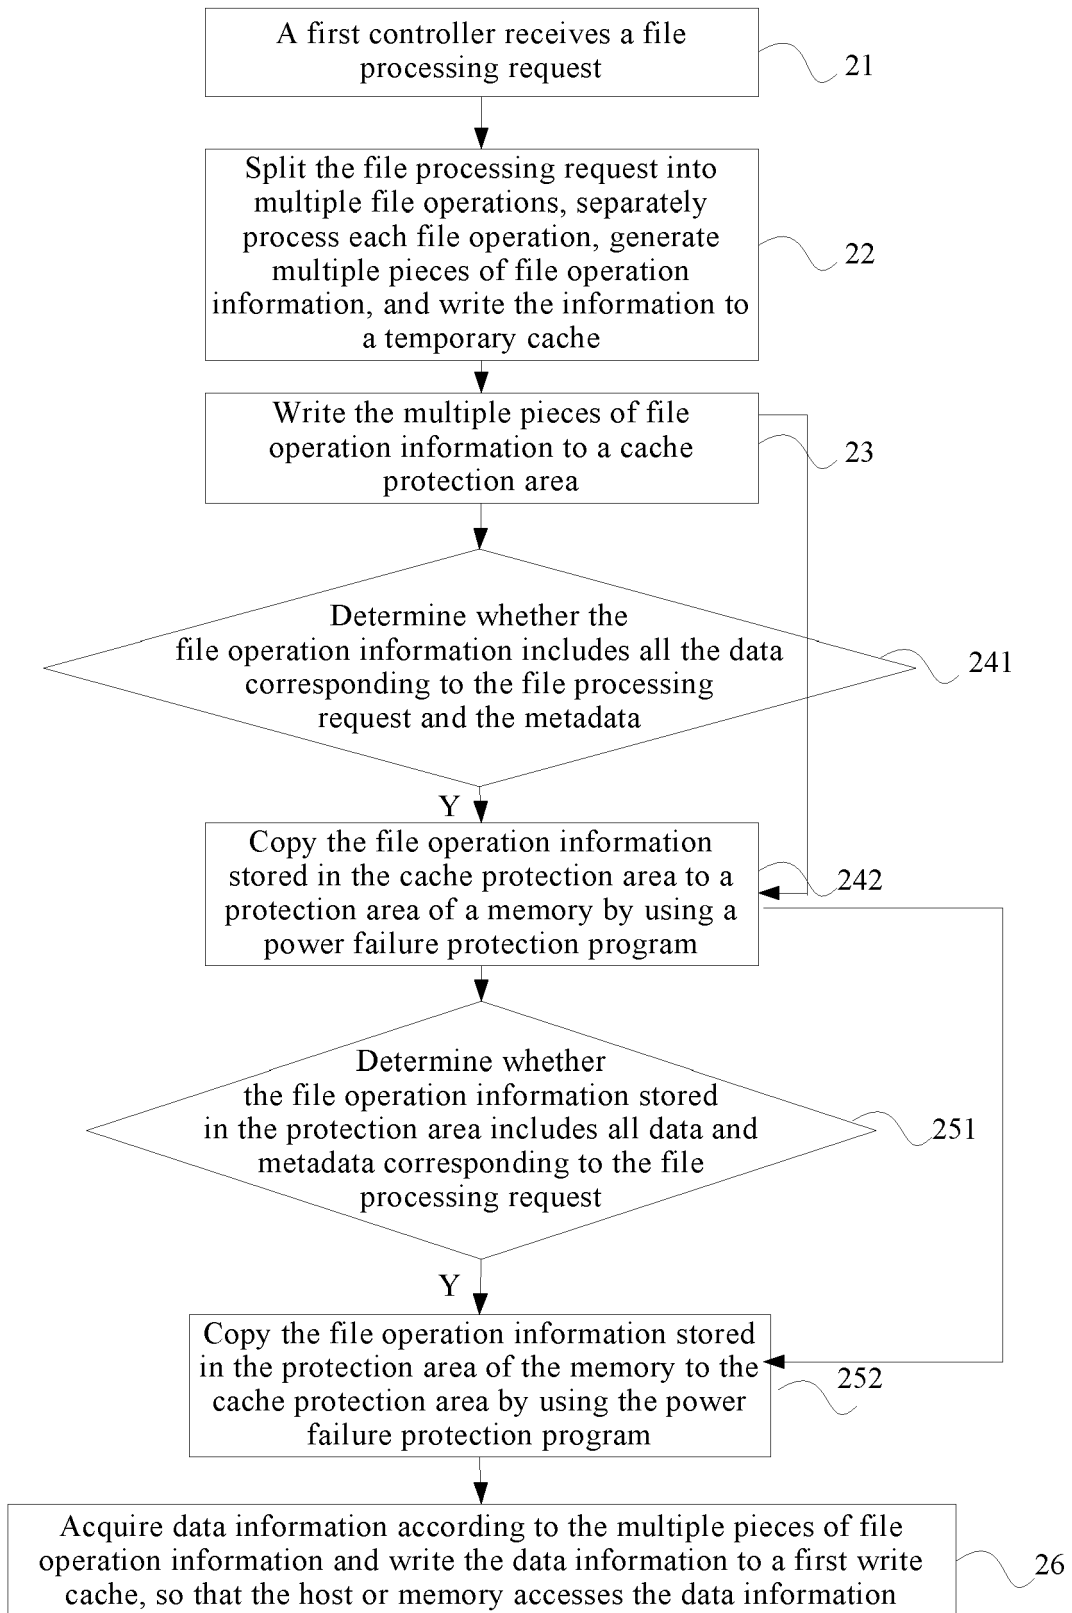 A first controller receives a file
processing request
21
Split the file processing request into
multiple file operations, separately
process each file operation, generate
multiple pieces of file operation
information, and write the information to
a temporary cache
22
Write the multiple pieces of file
operation information to a cache
protection area
23
Determine whether the
file operation information includes all the data
corresponding to the file processing
request and the metadata
241
Y
Copy the file operation information
stored in the cache protection area to a
protection area of a memory by using a
power failure protection program
242
Determine whether
the file operation information stored
in the protection area includes all data and
metadata corresponding to the file
processing request
251
Y
Copy the file operation information stored
in the protection area of the memory to the
cache protection area by using the power
failure protection program
252
Acquire data information according to the multiple pieces of file
operation information and write the data information to a first write
cache, so that the host or memory accesses the data information
26